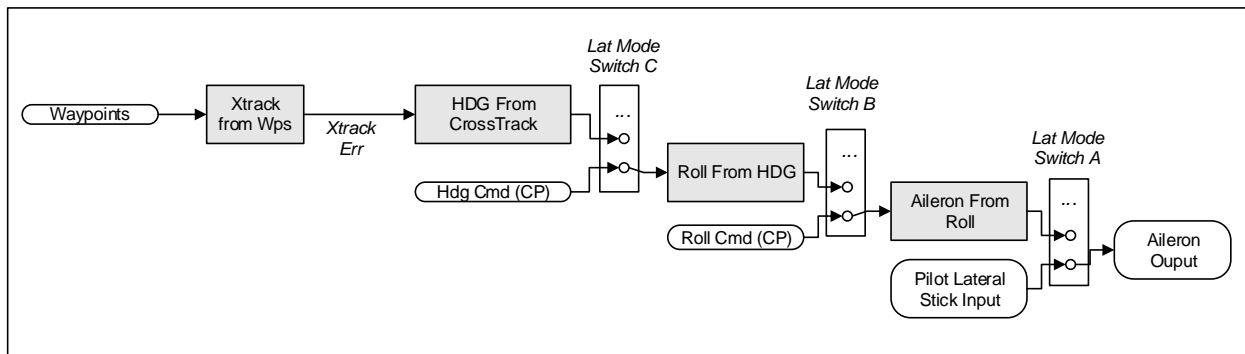 Lat Mode
Switch C
Lat Mode
Switch B
Lat Mode
Switch A
Waypoints
Xtrack
from Wps
Xtrack
Err
HDG From
CrossTrack
...
Hdg Cmd (CP)
Roll From HDG
...
Roll Cmd (CP)
Aileron From
Roll
...
Pilot Lateral
Stick Input
Aileron
Ouput